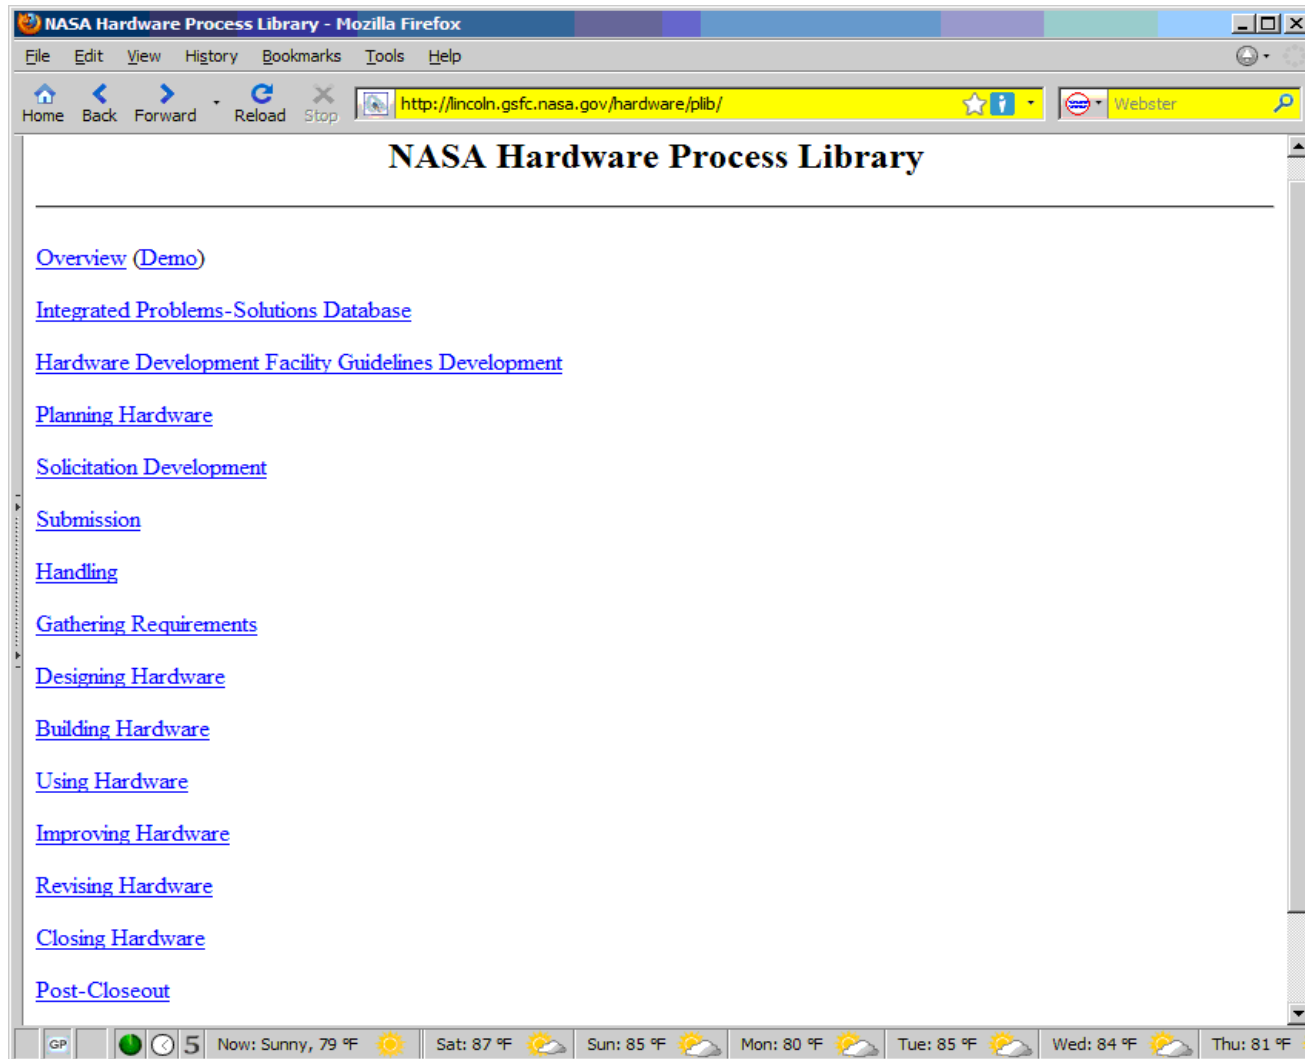 NASA Hardware Process Library - Mozilla Firefox
File Edit View History Bookmarks Tools Help
Home Back Forward Reload Stop http://lincoln.gsfc.nasa.gov/hardware/plib/ Webster
NASA Hardware Process Library
Overview (Demo)
Integrated Problems-Solutions Database
Hardware Development Facility Guidelines Development
Planning Hardware
Solicitation Development
Submission
Handling
Gathering Requirements
Designing Hardware
Building Hardware
Using Hardware
Improving Hardware
Revising Hardware
Closing Hardware
Post-Closeout
GP 5 Now: Sunny, 79 °F Sat: 87 °F Sun: 85 °F Mon: 80 °F Tue: 85 °F Wed: 84 °F Thu: 81 °F